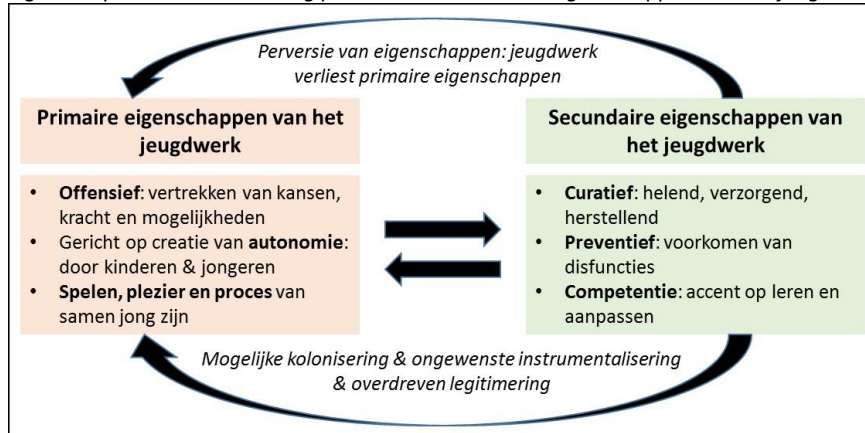 Perversie van eigenschappen: jeugdwerk
verliest primaire eigenschappen
Primaire eigenschappen van het
jeugdwerk
• Offensief: vertrekken van kansen,
kracht en mogelijkheden
• Gericht op creatie van autonomie:
door kinderen & jongeren
• Spelen, plezier en proces van
samen jong zijn
Secundaire eigenschappen van
het jeugdwerk
• Curatief: helend, verzorgend,
herstellend
• Preventief: voorkomen van
disfuncties
• Competentie: accent op leren en
aanpassen
Mogelijke kolonisering & ongewenste instrumentalisering
& overdreven legitimering